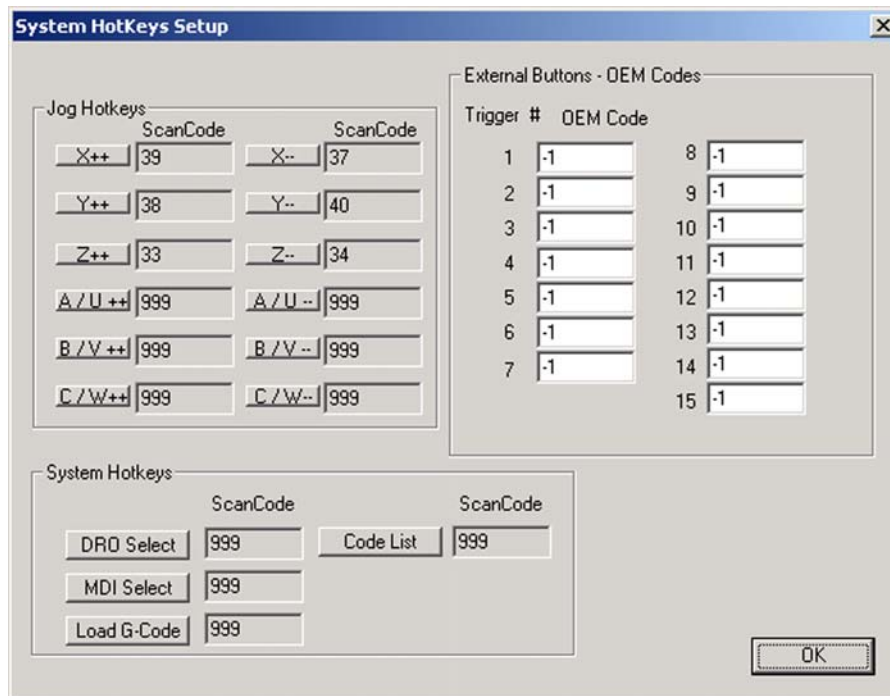 System HotKeys Setup
Jog Hotkeys
ScanCode ScanCode
X++ 39 X-- 37
Y++ 38 Y-- 40
Z++ 33 Z-- 34
A / U ++ 999 A / U -- 999
B / V ++ 999 B / V -- 999
C / W++ 999 C / W-- 999
External Buttons - OEM Codes
Trigger # OEM Code
1 -1 8 -1
2 -1 9 -1
3 -1 10 -1
4 -1 11 -1
5 -1 12 -1
6 -1 13 -1
7 -1 14 -1
15 -1
System Hotkeys
ScanCode ScanCode
DRO Select 999 Code List 999
MDI Select 999
Load G-Code 999
OK